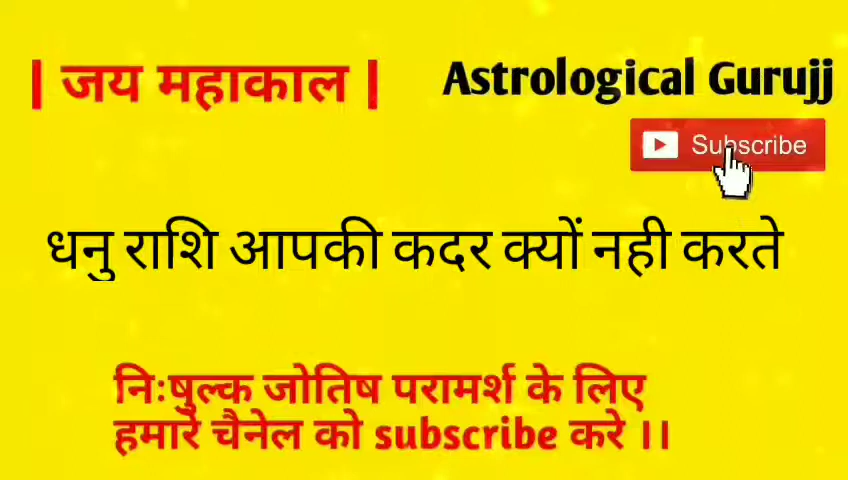 | जय महाकाल |
Astrological Gurujj
Subscribe
धनु राशि आपकी कदर क्यों नही करते
निःषुल्क जोतिष परामर्श के लिए
हमारे चैनेल को subscribe करे ।।